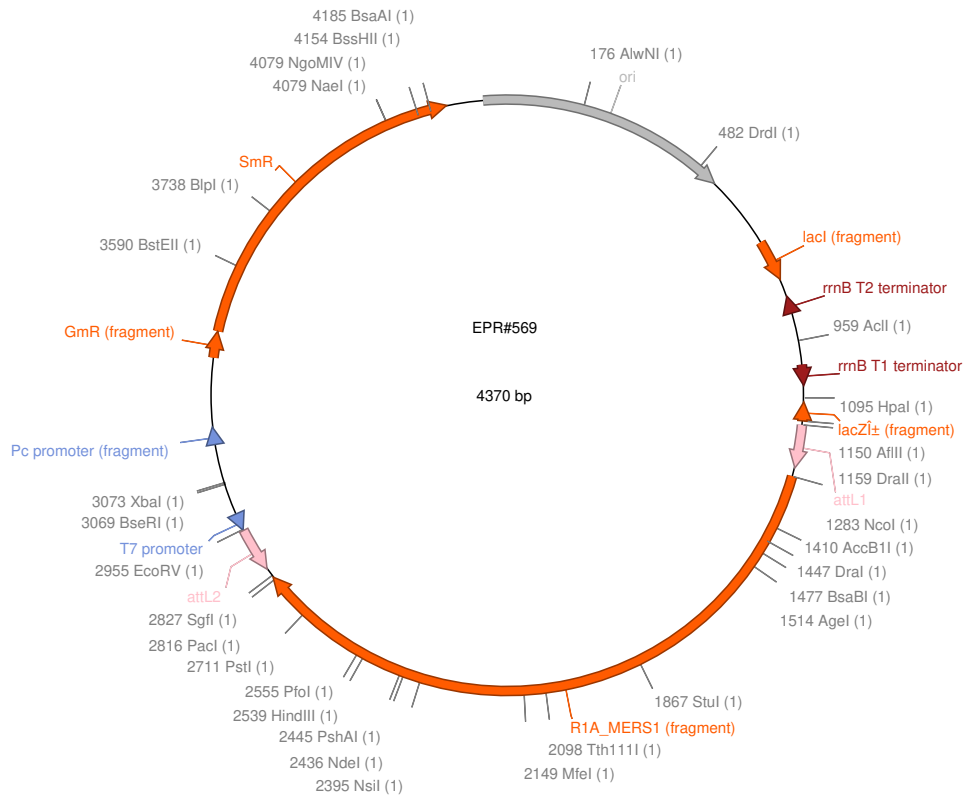 4185 BsaAI (1)
4154 BssHII (1)
4079 NgoMIV (1)
4079 NaeI (1)
176 AlwNI (1)
ori
482 DrdI (1)
SmR
3738 BlpI (1)
3590 BstEII (1)
lacI (fragment)
rrnB T2 terminator
GmR (fragment)
EPR#569
959 AclI (1)
rrnB T1 terminator
4370 bp
1095 HpaI (1)
lacZÎ± (fragment)
Pc promoter (fragment)
1150 AflII (1)
1159 DraII (1)
attL1
3073 XbaI (1)
3069 BseRI (1)
T7 promoter
2955 EcoRV (1)
attL2
1283 NcoI (1)
1410 AccB1I (1)
1447 DraI (1)
1477 BsaBI (1)
1514 AgeI (1)
2827 SgfI (1)
2816 PacI (1)
2711 PstI (1)
2555 PfoI (1)
2539 HindIII (1)
2445 PshAI (1)
2436 NdeI (1)
2395 NsiI (1)
1867 StuI (1)
R1A_MERS1 (fragment)
2098 Tth111I (1)
2149 MfeI (1)